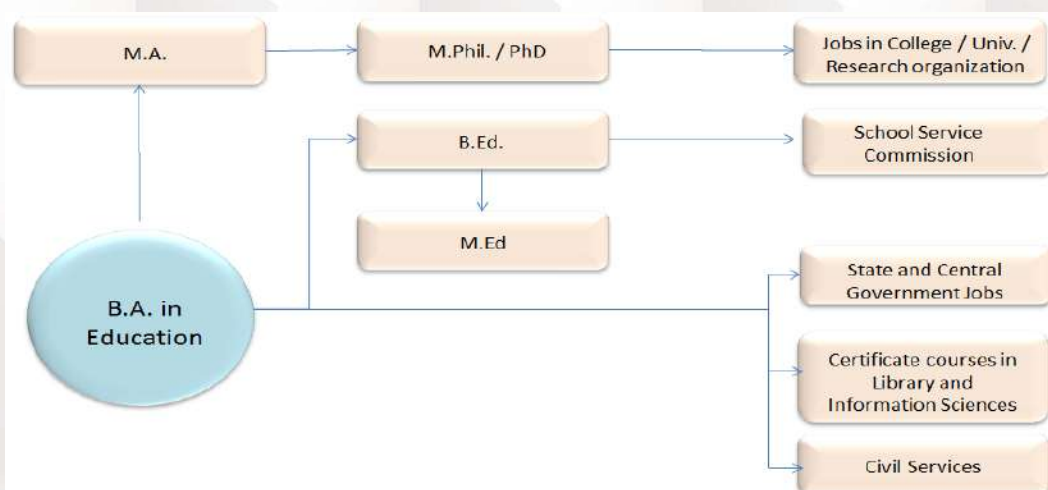 M.A.
M.Phil. / PhD
Jobs in College / Univ. /
Research organization
B.Ed.
School Service
Commission
M.Ed
B.A. in
Education
State and Central
Government Jobs
Certificate courses in
Library and
Information Sciences
Civil Services